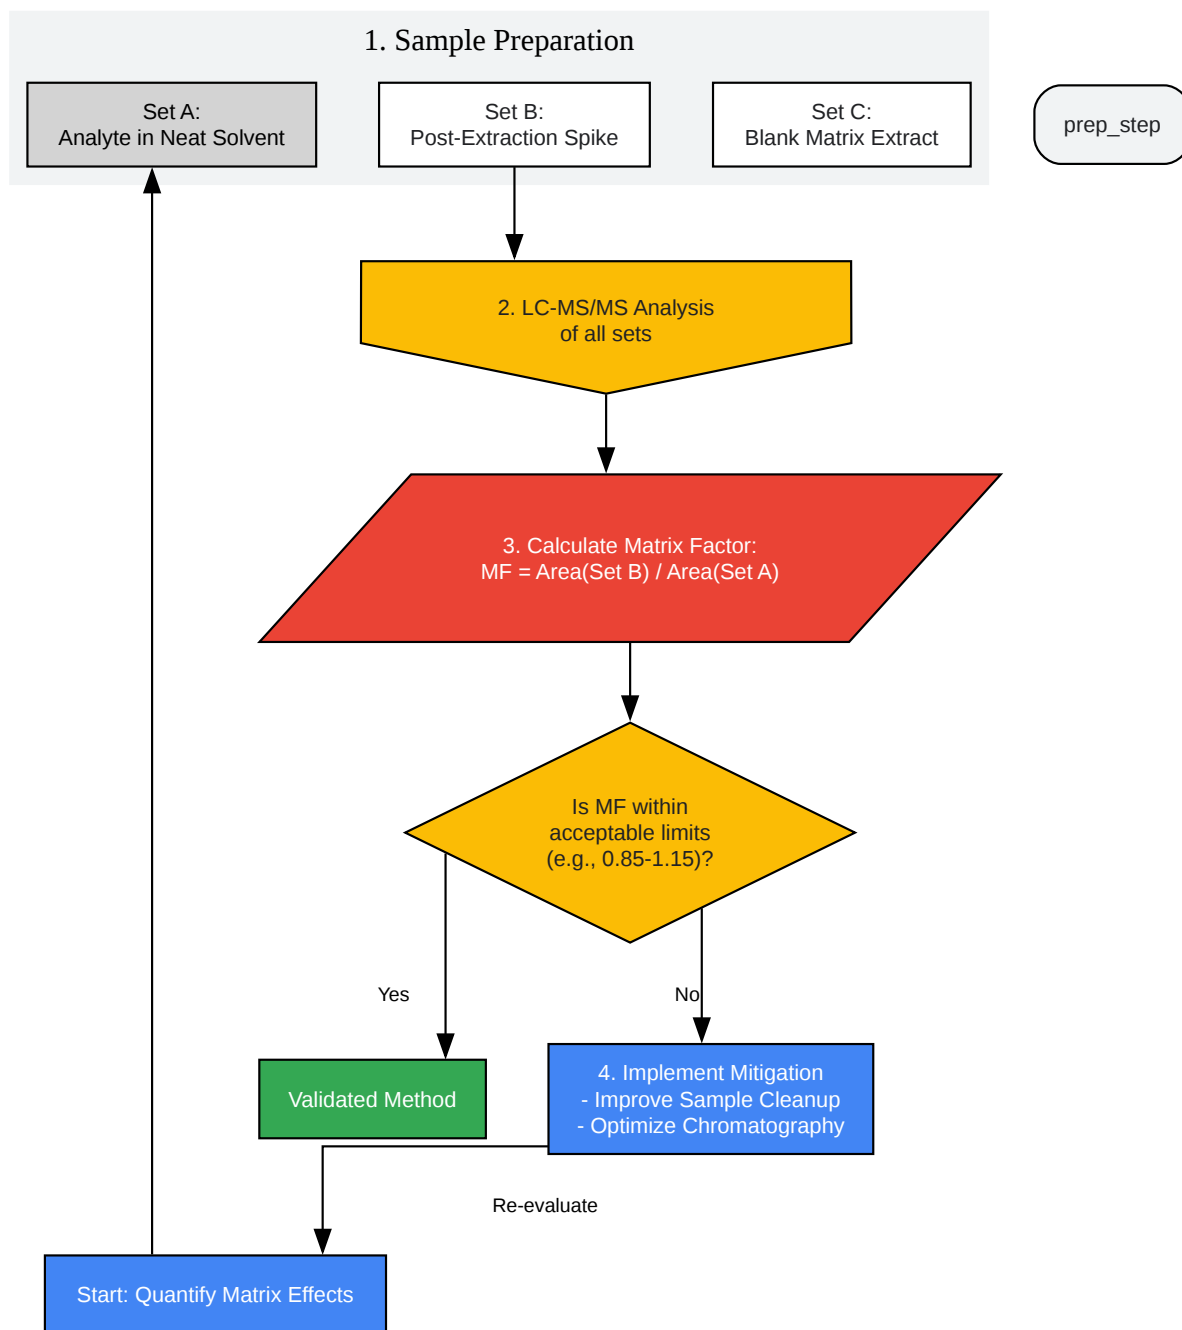 1. Sample Preparation
Set A:
Analyte in Neat Solvent
Set B:
Post-Extraction Spike
Set C:
Blank Matrix Extract
prep_step
2. LC-MS/MS Analysis
of all sets
3. Calculate Matrix Factor:
MF = Area(Set B) / Area(Set A)
Is MF within
acceptable limits
(e.g., 0.85-1.15)?
Yes
No
Validated Method
4. Implement Mitigation
- Improve Sample Cleanup
- Optimize Chromatography
Re-evaluate
Start: Quantify Matrix Effects